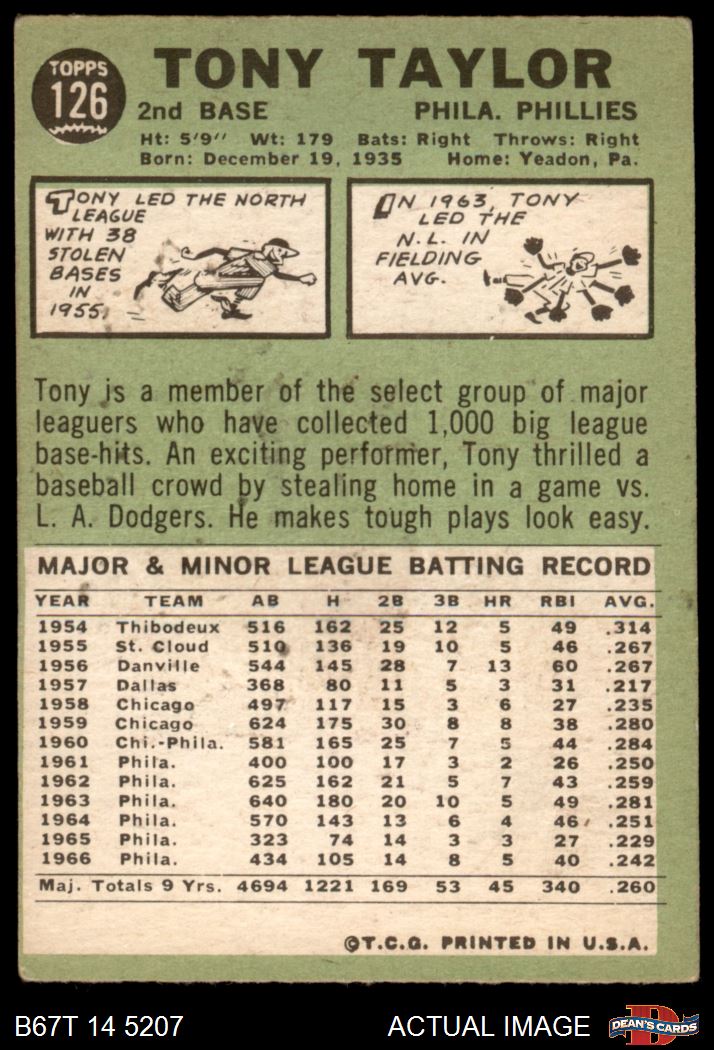 TOPPS
126
TONY TAYLOR
2nd BASE PHILA. PHILLIES
Ht: 5'9" Wt: 179 Bats: Right Throws: Right
Born: December 19, 1935 Home: Yeadon, Pa.
TONY LED THE NORTH
LEAGUE
WITH 38
STOLEN
BASES
IN
1955.
IN 1963, TONY
LED THE
N.L. IN
FIELDING
AVG.
Tony is a member of the select group of major
leaguers who have collected 1,000 big league
base-hits. An exciting performer, Tony thrilled a
baseball crowd by stealing home in a game vs.
L. A. Dodgers. He makes tough plays look easy.
MAJOR & MINOR LEAGUE BATTING RECORD
YEAR TEAM AB H 2B 3B HR RBI AVG.
1954 Thibodeux 516 162 25 12 5 49 .314
1955 St. Cloud 510 136 19 10 5 46 .267
1956 Danville 544 145 28 7 13 60 .267
1957 Dallas 368 80 11 5 3 31 .217
1958 Chicago 497 117 15 3 6 27 .235
1959 Chicago 624 175 30 8 8 38 .280
1960 Chi.-Phila. 581 165 25 7 5 44 .284
1961 Phila. 400 100 17 3 2 26 .250
1962 Phila. 625 162 21 5 7 43 .259
1963 Phila. 640 180 20 10 5 49 .281
1964 Phila. 570 143 13 6 4 46 .251
1965 Phila. 323 74 14 3 3 27 .229
1966 Phila. 434 105 14 8 5 40 .242
Maj. Totals 9 Yrs. 4694 1221 169 53 45 340 .260
©T.C.G. PRINTED IN U.S.A.
B67T 14 5207 ACTUAL IMAGE
D
DEAN'S CARDS